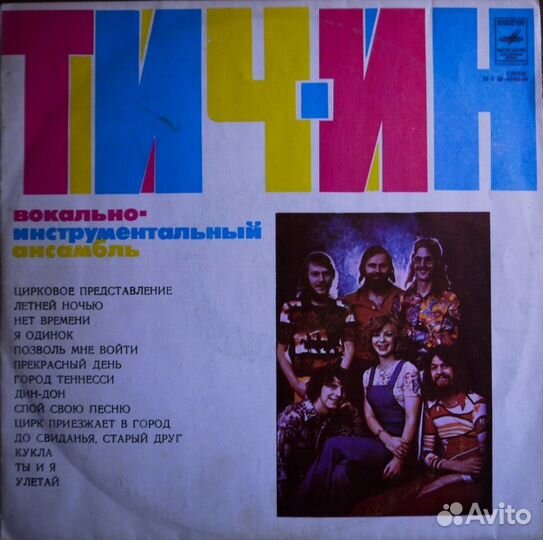 ТИЧ-ИН
вокально-
инструментальный
ансамбль
ЦИРКОВОЕ ПРЕДСТАВЛЕНИЕ
ЛЕТНЕЙ НОЧЬЮ
НЕТ ВРЕМЕНИ
Я ОДИНОК
ПОЗВОЛЬ МНЕ ВОЙТИ
ПРЕКРАСНЫЙ ДЕНЬ
ГОРОД ТЕННЕССИ
ДИН-ДОН
СПОЙ СВОЮ ПЕСНЮ
ЦИРК ПРИЕЗЖАЕТ В ГОРОД
ДО СВИДАНЬЯ, СТАРЫЙ ДРУГ
КУКЛА
ТЫ И Я
УЛЕТАЙ
Avito